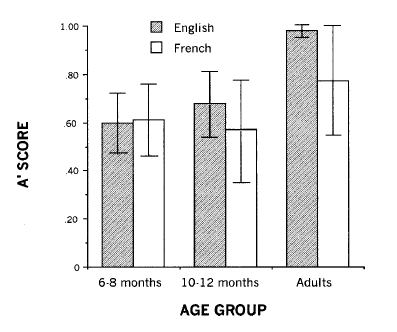 English
French
1.00
.80
.60
.40
.20
0
A' SCORE
6-8 months 10-12 months Adults
AGE GROUP